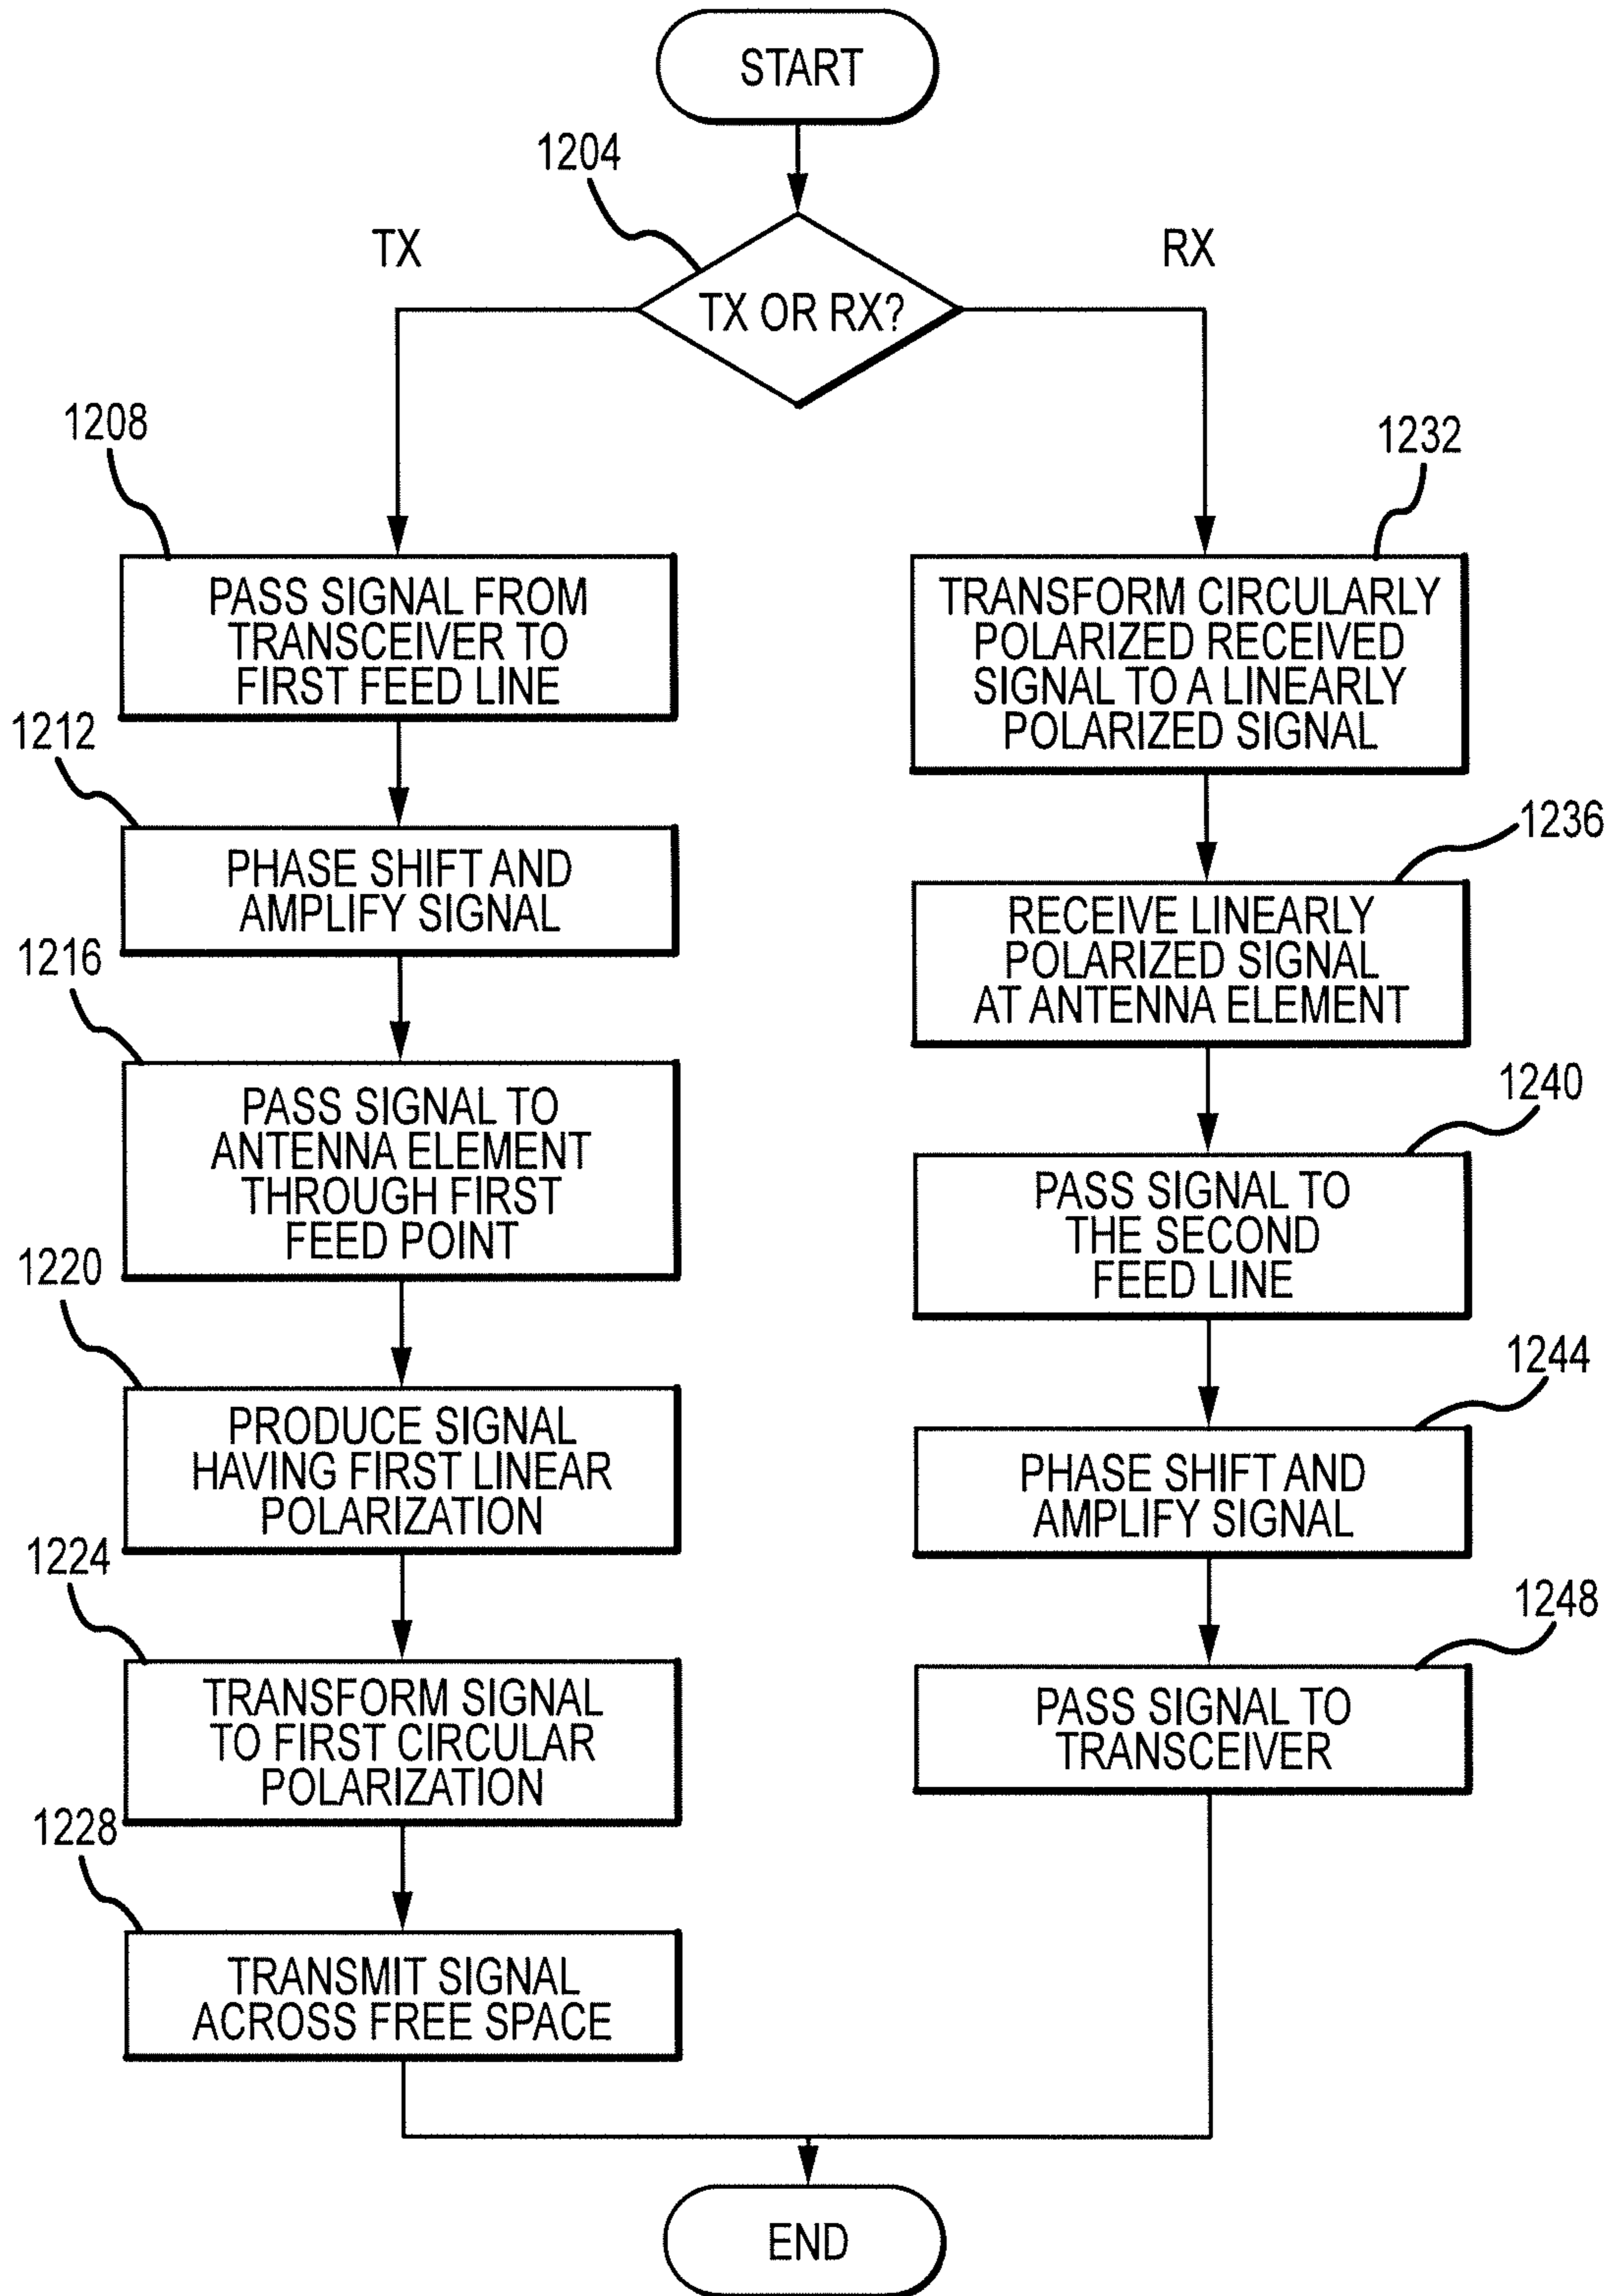 START
1204
TX
RX
TX OR RX?
1208
PASS SIGNAL FROM
TRANSCEIVER TO
FIRST FEED LINE
1212
PHASE SHIFT AND
AMPLIFY SIGNAL
1216
PASS SIGNAL TO
ANTENNA ELEMENT
THROUGH FIRST
FEED POINT
1220
PRODUCE SIGNAL
HAVING FIRST LINEAR
POLARIZATION
1224
TRANSFORM SIGNAL
TO FIRST CIRCULAR
POLARIZATION
1228
TRANSMIT SIGNAL
ACROSS FREE SPACE
1232
TRANSFORM CIRCULARLY
POLARIZED RECEIVED
SIGNAL TO A LINEARLY
POLARIZED SIGNAL
1236
RECEIVE LINEARLY
POLARIZED SIGNAL
AT ANTENNA ELEMENT
1240
PASS SIGNAL TO
THE SECOND
FEED LINE
1244
PHASE SHIFT AND
AMPLIFY SIGNAL
1248
PASS SIGNAL TO
TRANSCEIVER
END